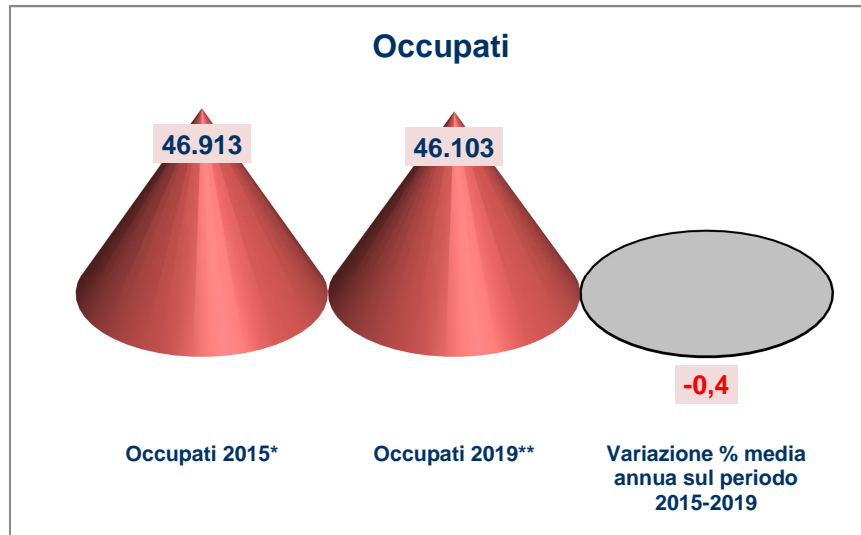 Occupati
46.913
46.103
-0,4
Occupati 2015*
Occupati 2019**
Variazione % media
annua sul periodo
2015-2019